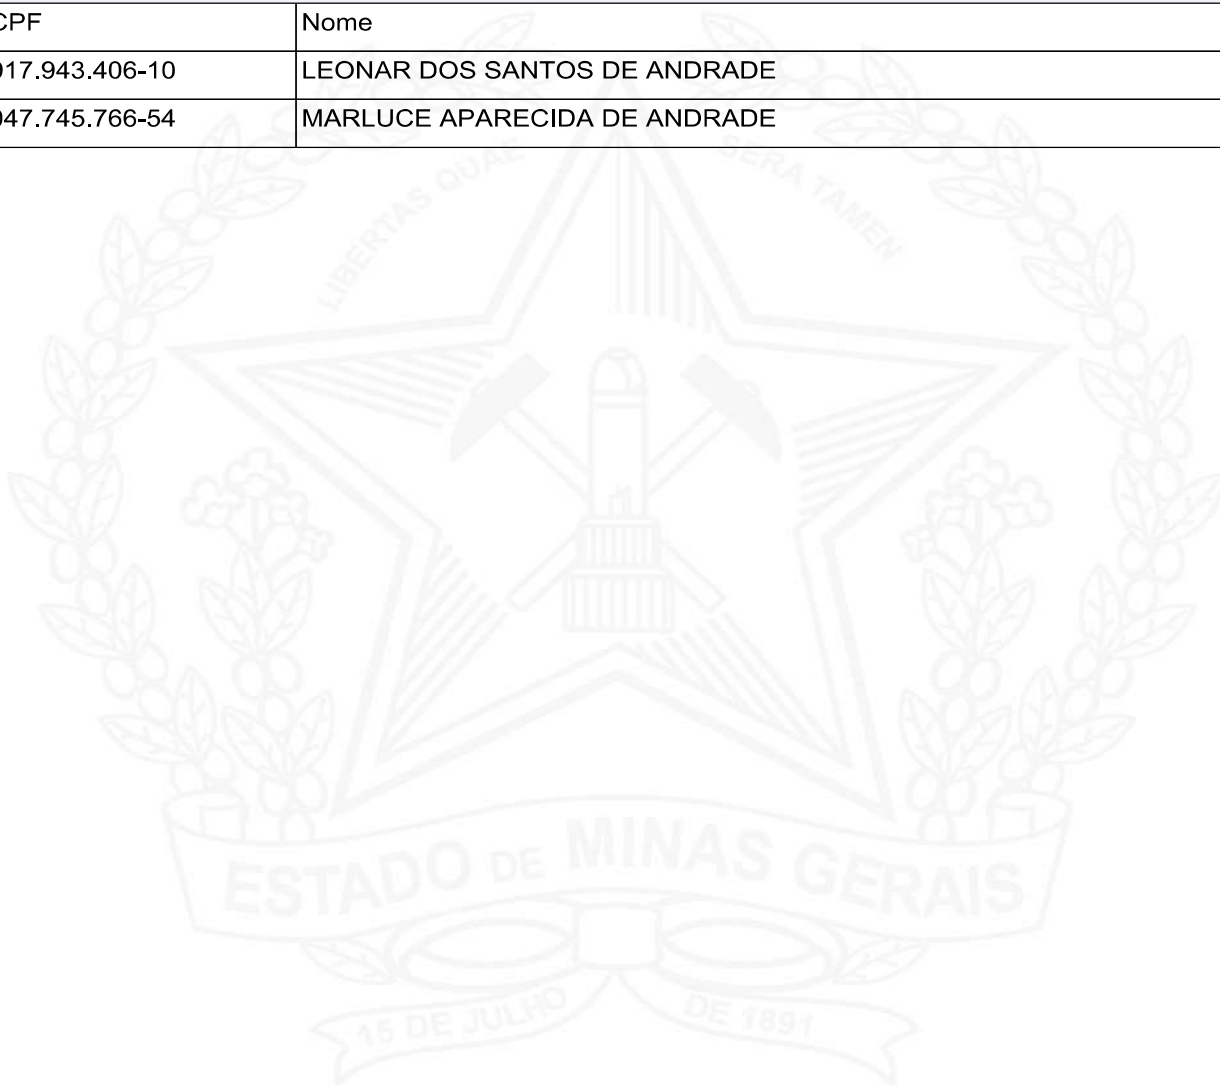 CPF Nome
917.943.406-10 LEONAR DOS SANTOS DE ANDRADE
047.745.766-54 MARLUCE APARECIDA DE ANDRADE
LIBERTAS QUAE SERA TAMEN
ESTADO DE MINAS GERAIS
15 DE JULHO DE 1891